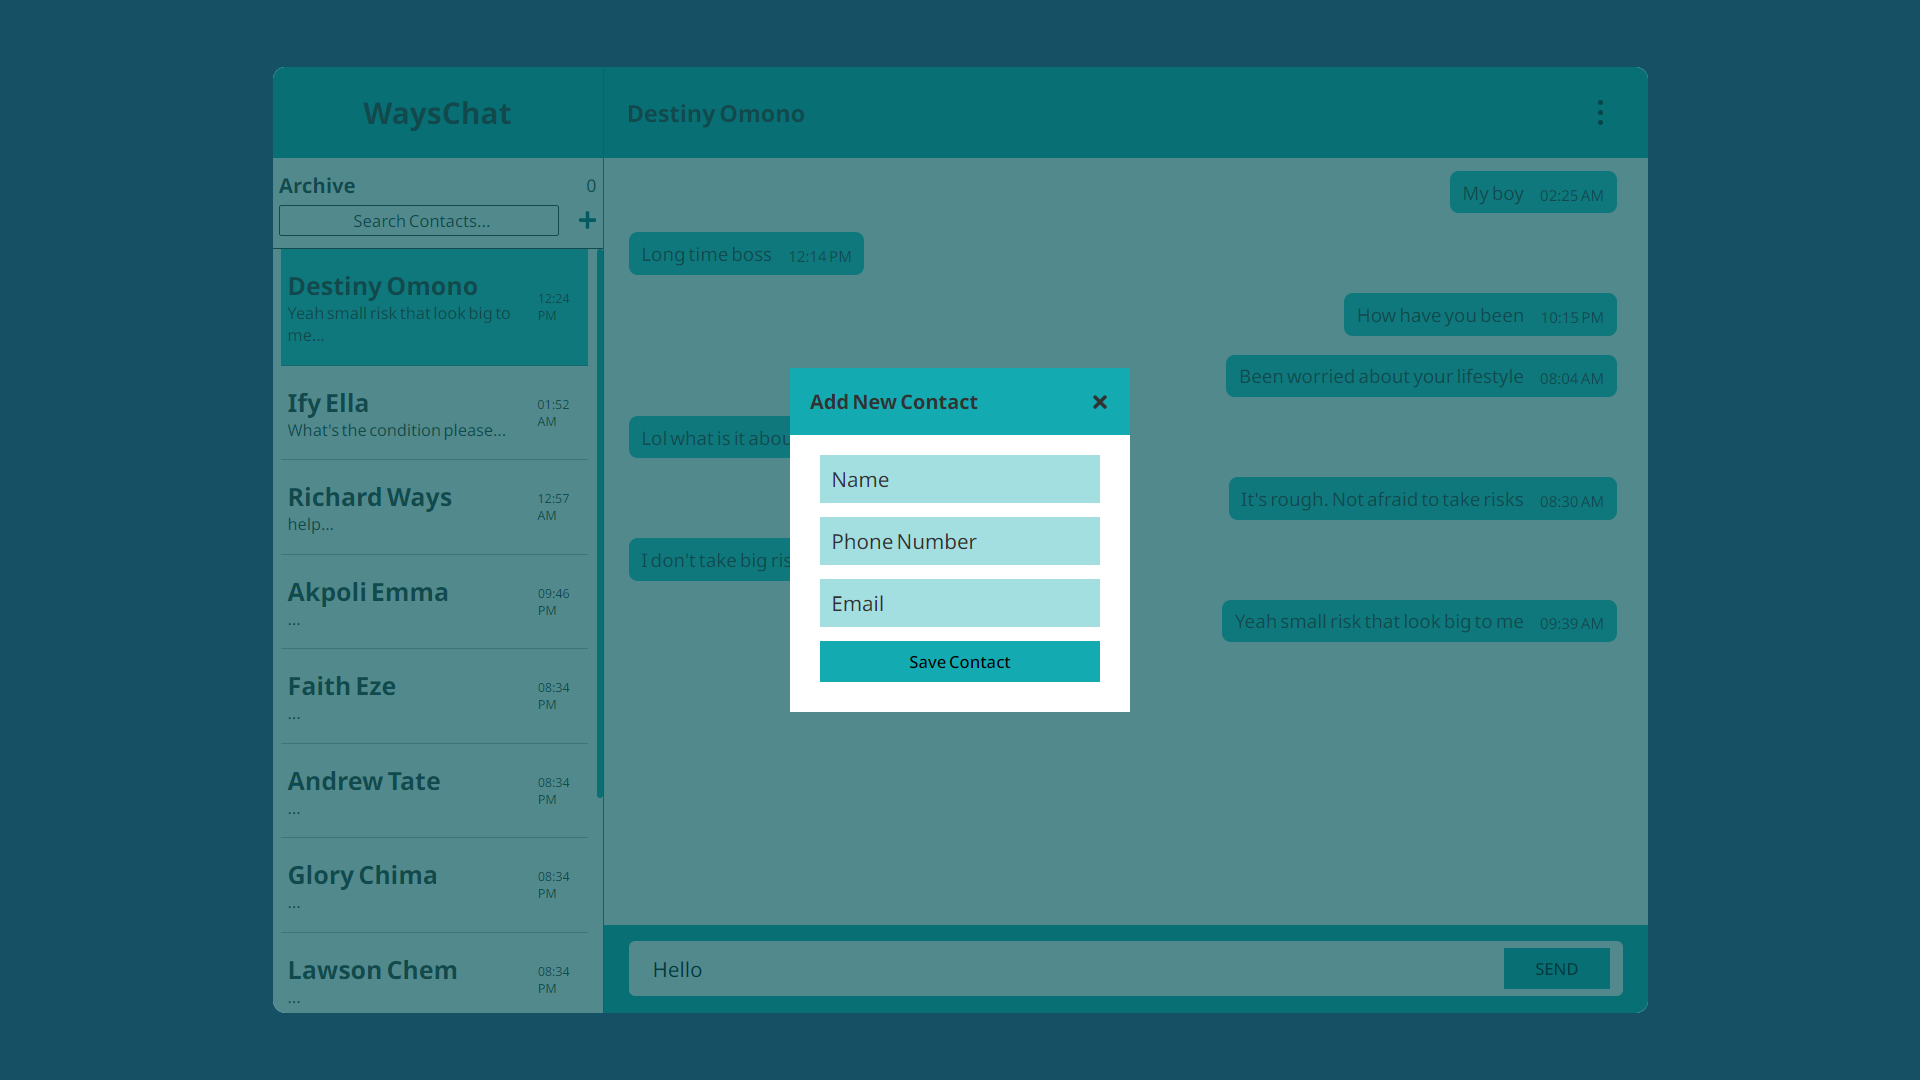 WaysChat
Archive
0
Search Contacts...
+
Destiny Omono
Yeah small risk that look big to
me...
12:24
PM
Ify Ella
What's the condition please...
01:52
AM
Richard Ways
help...
12:57
AM
Akpoli Emma
...
09:46
PM
Faith Eze
...
08:34
PM
Andrew Tate
...
08:34
PM
Glory Chima
...
08:34
PM
Lawson Chem
...
08:34
PM
Destiny Omono
My boy 02:25 AM
Long time boss 12:14 PM
How have you been 10:15 PM
Been worried about your lifestyle 08:04 AM
Lol what is it
It's rough. Not afraid to take risks 08:30 AM
I don't take big
Yeah small risk that look big to me 09:39 AM
Hello
SEND
Add New Contact
Name
Phone Number
Email
Save Contact